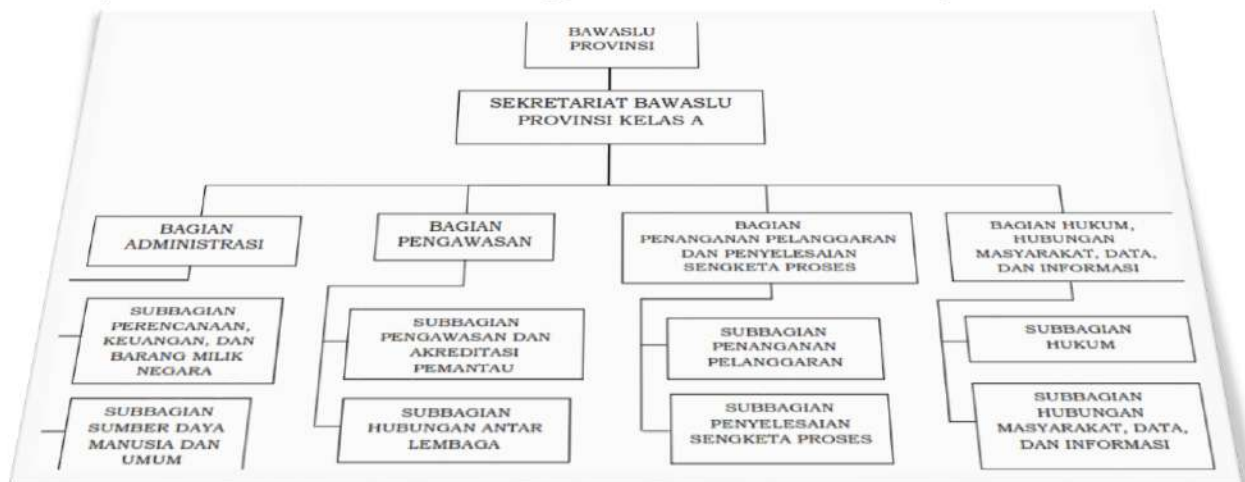 BAWASLU
PROVINSI
SEKRETARIAT BAWASLU
PROVINSI KELAS A
BAGIAN
ADMINISTRASI
BAGIAN
PENGAWASAN
BAGIAN
PENANGANAN PELANGGARAN
DAN PENYELESAIAN
SENGKETA PROSES
BAGIAN HUKUM,
HUBUNGAN
MASYARAKAT, DATA,
DAN INFORMASI
SUBBAGIAN
PERENCANAAN,
KEUANGAN, DAN
BARANG MILIK
NEGARA
SUBBAGIAN
PENGAWASAN DAN
AKREDITASI
PEMANTAU
SUBBAGIAN
PENANGANAN
PELANGGARAN
SUBBAGIAN
HUKUM
SUBBAGIAN
SUMBER DAYA
MANUSIA DAN
UMUM
SUBBAGIAN
HUBUNGAN ANTAR
LEMBAGA
SUBBAGIAN
PENYELESAIAN
SENGKETA PROSES
SUBBAGIAN
HUBUNGAN
MASYARAKAT, DATA,
DAN INFORMASI